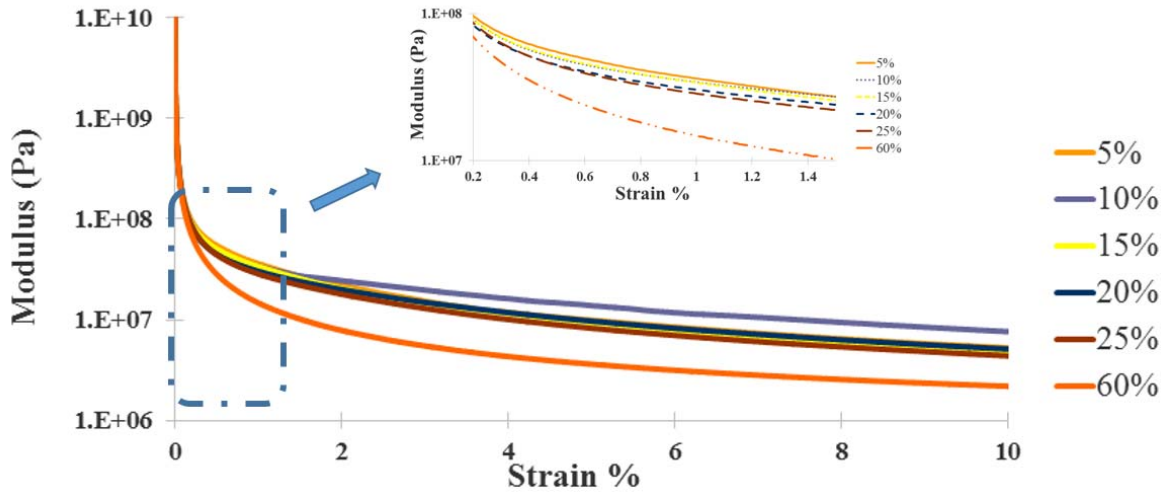 1.E+10
1.E+09
1.E+08
1.E+07
1.E+06
Modulus (Pa)
0 2 4 6 8 10
Strain %
1.E+08
1.E+07
Modulus (Pa)
0.2 0.4 0.6 0.8 1 1.2 1.4
Strain %
5%
10%
15%
20%
25%
60%
5%
10%
15%
20%
25%
60%